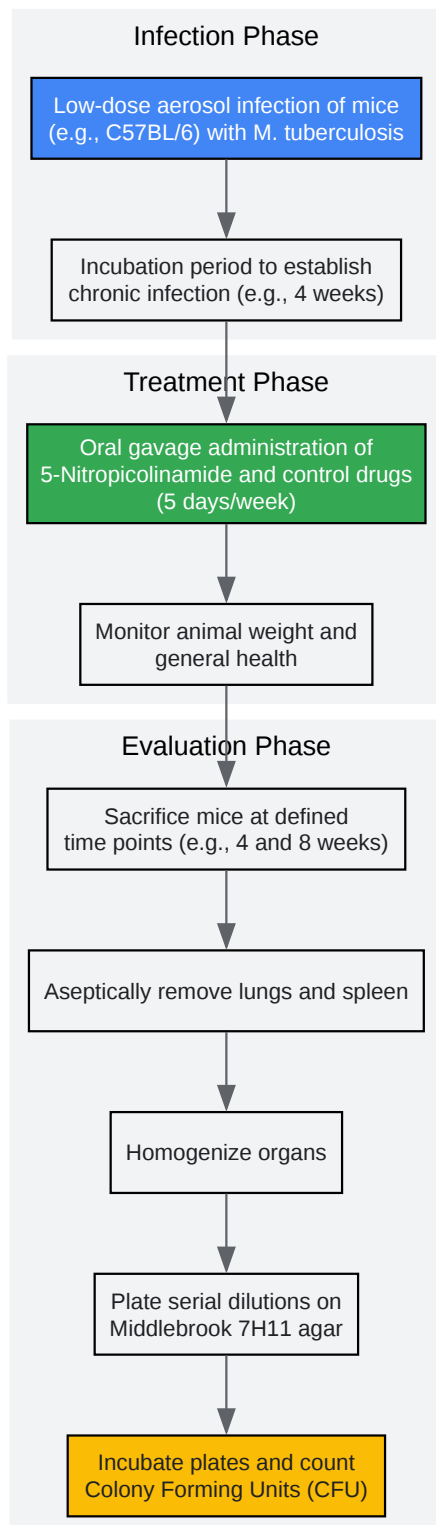 Infection Phase
Low-dose aerosol infection of mice
(e.g., C57BL/6) with M. tuberculosis
Incubation period to establish
chronic infection (e.g., 4 weeks)
Treatment Phase
Oral gavage administration of
5-Nitropicolinamide and control drugs
(5 days/week)
Monitor animal weight and
general health
Evaluation Phase
Sacrifice mice at defined
time points (e.g., 4 and 8 weeks)
Aseptically remove lungs and spleen
Homogenize organs
Plate serial dilutions on
Middlebrook 7H11 agar
Incubate plates and count
Colony Forming Units (CFU)